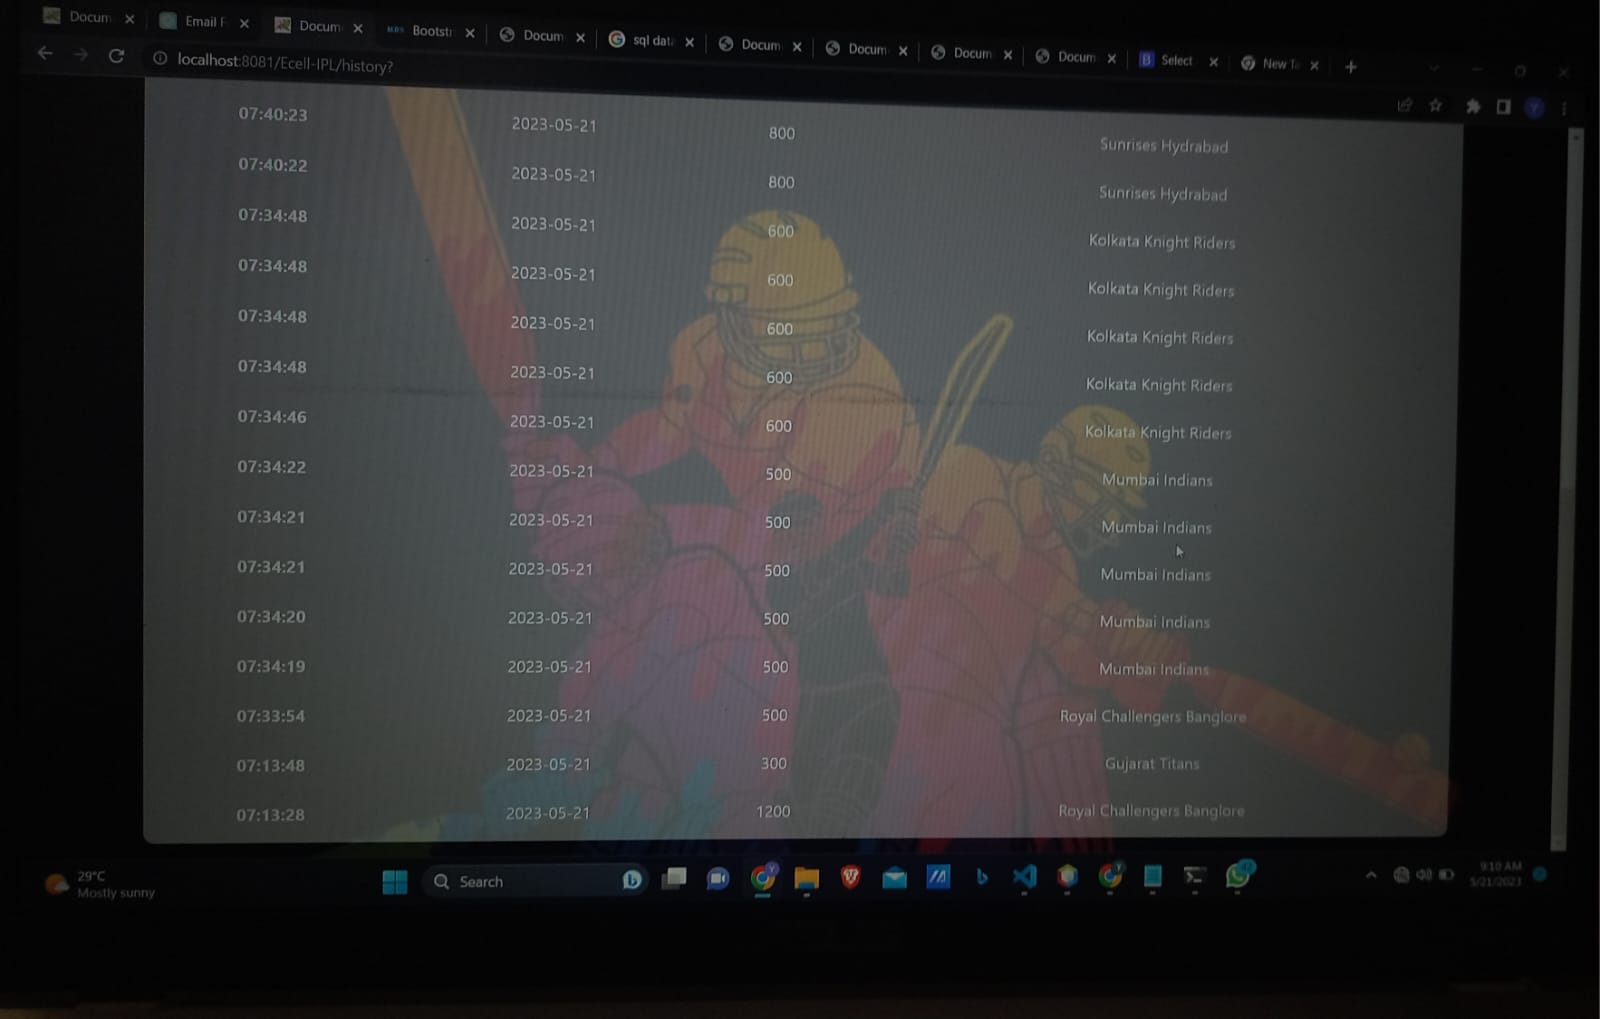 Docum
Email F
Docum
Bootst
Docum
sql dat
Docum
Docum
Docum
Docum
Select
New T
localhost:8081/Ecell-IPL/history?
07:40:23 2023-05-21 800 Sunrises Hydrabad
07:40:22 2023-05-21 800 Sunrises Hydrabad
07:34:48 2023-05-21 600 Kolkata Knight Riders
07:34:48 2023-05-21 600 Kolkata Knight Riders
07:34:48 2023-05-21 600 Kolkata Knight Riders
07:34:48 2023-05-21 600 Kolkata Knight Riders
07:34:46 2023-05-21 600 Kolkata Knight Riders
07:34:22 2023-05-21 500 Mumbai Indians
07:34:21 2023-05-21 500 Mumbai Indians
07:34:21 2023-05-21 500 Mumbai Indians
07:34:20 2023-05-21 500 Mumbai Indians
07:34:19 2023-05-21 500 Mumbai Indians
07:33:54 2023-05-21 500 Royal Challengers Banglore
07:13:48 2023-05-21 300 Gujarat Titans
07:13:28 2023-05-21 1200 Royal Challengers Banglore
29°C
Mostly sunny
Search
9:10 AM
5/21/2023